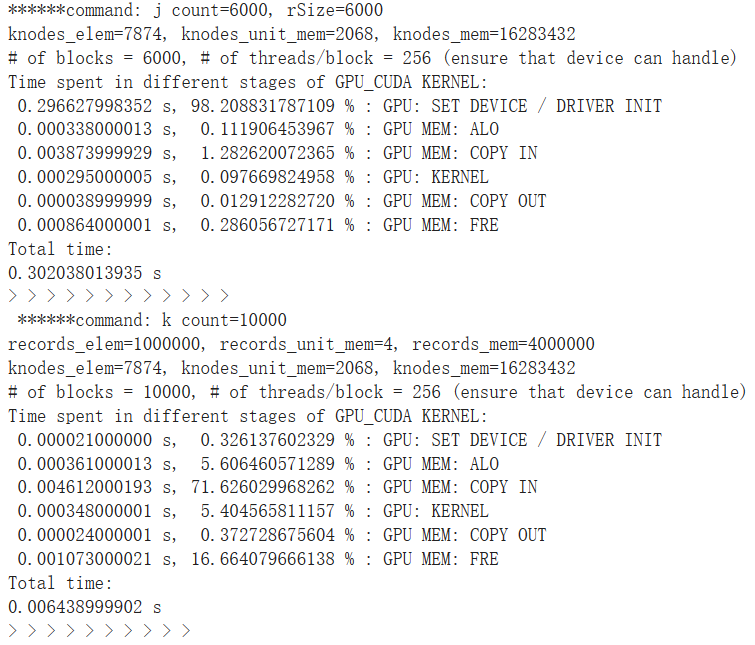 ******command: j count=6000, rSize=6000
knodes_elem=7874, knodes_unit_mem=2068, knodes_mem=16283432
# of blocks = 6000, # of threads/block = 256 (ensure that device can handle)
Time spent in different stages of GPU_CUDA KERNEL:
0.296627998352 s, 98.208831787109 % : GPU: SET DEVICE / DRIVER INIT
0.000338000013 s, 0.111906453967 % : GPU MEM: ALO
0.003873999929 s, 1.282620072365 % : GPU MEM: COPY IN
0.000295000005 s, 0.097669824958 % : GPU: KERNEL
0.000038999999 s, 0.012912282720 % : GPU MEM: COPY OUT
0.000864000001 s, 0.286056727171 % : GPU MEM: FRE
Total time:
0.302038013935 s
> > > > > > > > > > > >
******command: k count=10000
records_elem=1000000, records_unit_mem=4, records_mem=4000000
knodes_elem=7874, knodes_unit_mem=2068, knodes_mem=16283432
# of blocks = 10000, # of threads/block = 256 (ensure that device can handle)
Time spent in different stages of GPU_CUDA KERNEL:
0.000021000000 s, 0.326137602329 % : GPU: SET DEVICE / DRIVER INIT
0.000361000013 s, 5.606460571289 % : GPU MEM: ALO
0.004612000193 s, 71.626029968262 % : GPU MEM: COPY IN
0.000348000001 s, 5.404565811157 % : GPU: KERNEL
0.000024000001 s, 0.372728675604 % : GPU MEM: COPY OUT
0.001073000021 s, 16.664079666138 % : GPU MEM: FRE
Total time:
0.006438999902 s
> > > > > > > > > >